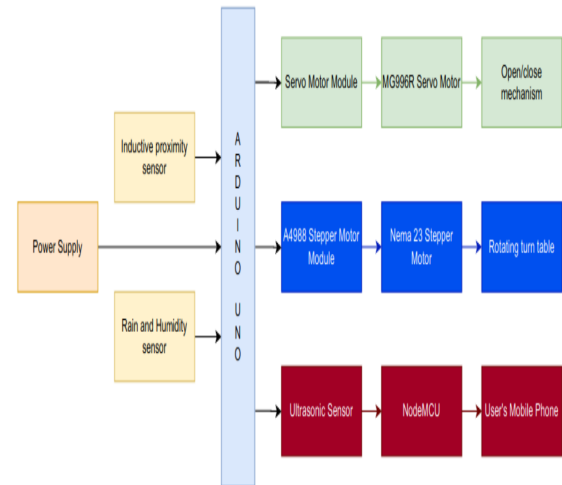 Servo Motor Module
MG996R Servo Motor
Open/close
mechanism
Inductive proximity
sensor
A
R
D
U
I
N
O
U
N
O
Power Supply
A4988 Stepper Motor
Module
Nema 23 Stepper
Motor
Rotating turn table
Rain and Humidity
sensor
Ultrasonic Sensor
NodeMCU
User's Mobile Phone